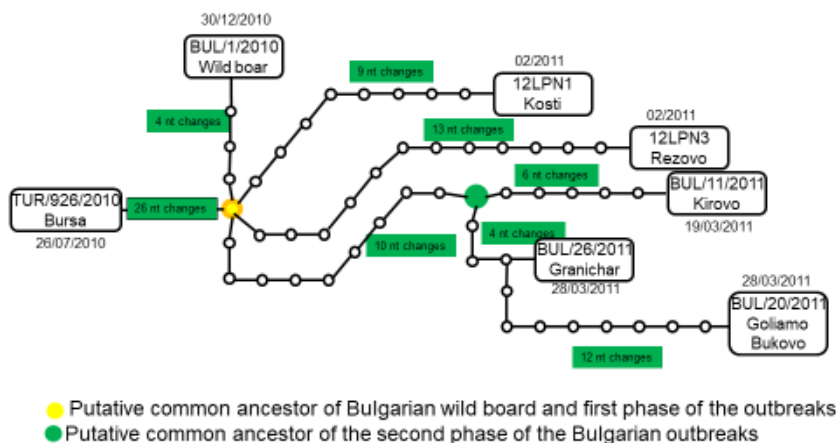 30/12/2010
BUL/1/2010
Wild boar
9 nt changes
02/2011
12LPN1
Kosti
4 nt changes
13 nt changes
02/2011
12LPN3
Rezovo
6 nt changes
BUL/11/2011
Kirovo
19/03/2011
TUR/926/2010
Bursa
26/07/2010
26 nt changes
10 nt changes
4 nt changes
BUL/26/2011
Granichar
28/03/2011
28/03/2011
BUL/20/2011
Goliamo
Bukovo
12 nt changes
Putative common ancestor of Bulgarian wild board and first phase of the outbreaks
Putative common ancestor of the second phase of the Bulgarian outbreaks